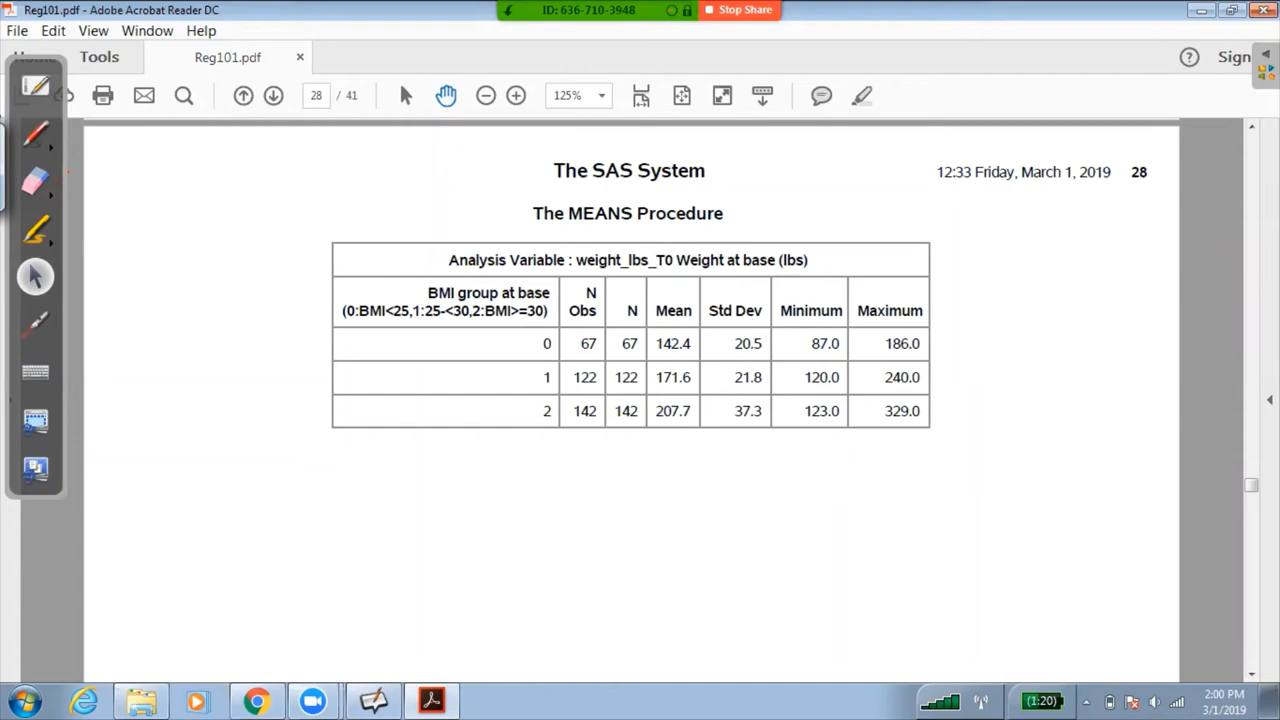 Reg101.pdf - Adobe Acrobat Reader DC
ID: 636-710-3948
Stop Share
File Edit View Window Help
Tools
Reg101.pdf
×
Sign
28 / 41
125%
The SAS System
12:33 Friday, March 1, 2019 28
The MEANS Procedure
Analysis Variable : weight_lbs_T0 Weight at base (lbs)
BMI group at base
(0:BMI<25,1:25-<30,2:BMI>=30)
N
Obs
N
Mean
Std Dev
Minimum
Maximum
0 67 67 142.4 20.5 87.0 186.0
1 122 122 171.6 21.8 120.0 240.0
2 142 142 207.7 37.3 123.0 329.0
(1:20)
2:00 PM
3/1/2019